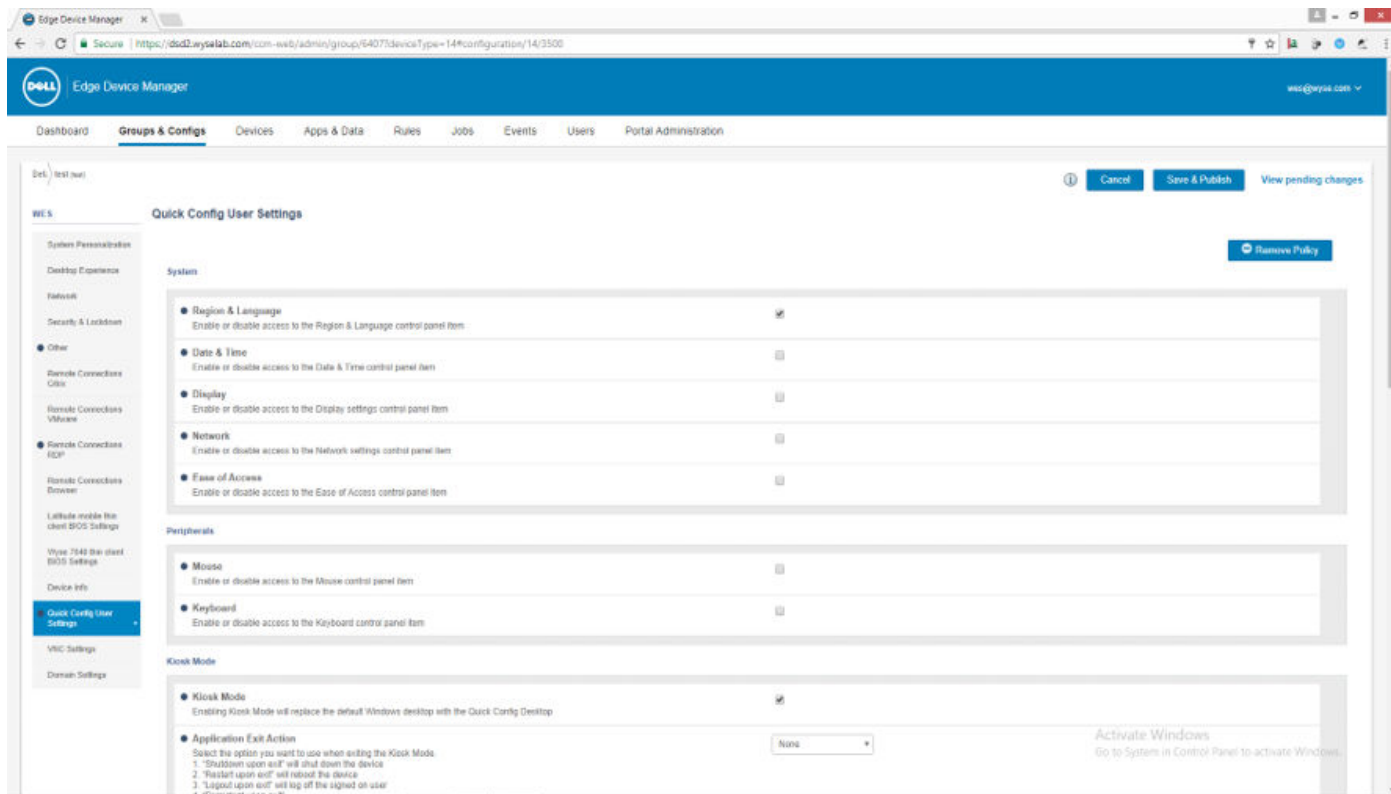 Edge Device Manager
Secure | https://dsd2.wyselab.com/ccm-web/admin/group/6407?deviceType=14#configuration/14/3500
DELL Edge Device Manager
wes@wyse.com
Dashboard Groups & Configs Devices Apps & Data Rules Jobs Events Users Portal Administration
test
Cancel Save & Publish View pending changes
WES
Quick Config User Settings
Remove Policy
System Personalization
Desktop Experience
Network
Security & Lockdown
Other
Remote Connections
Citrix
Remote Connections
VMware
Remote Connections
RDP
Remote Connections
Browser
Latitude mobile thin
client BIOS Settings
Wyse 7040 thin client
BIOS Settings
Device Info
Quick Config User
Settings
VNC Settings
Domain Settings
System
Region & Language
Enable or disable access to the Region & Language control panel item
Date & Time
Enable or disable access to the Date & Time control panel item
Display
Enable or disable access to the Display settings control panel item
Network
Enable or disable access to the Network settings control panel item
Ease of Access
Enable or disable access to the Ease of Access control panel item
Peripherals
Mouse
Enable or disable access to the Mouse control panel item
Keyboard
Enable or disable access to the Keyboard control panel item
Kiosk Mode
Kiosk Mode
Enabling Kiosk Mode will replace the default Windows desktop with the Quick Config Desktop
Application Exit Action
None
Select the option you want to use when exiting the Kiosk Mode.
1. "Shutdown upon exit" will shut down the device
2. "Restart upon exit" will reboot the device
3. "Logout upon exit" will log off the signed on user
Activate Windows
Go to System in Control Panel to activate Windows.